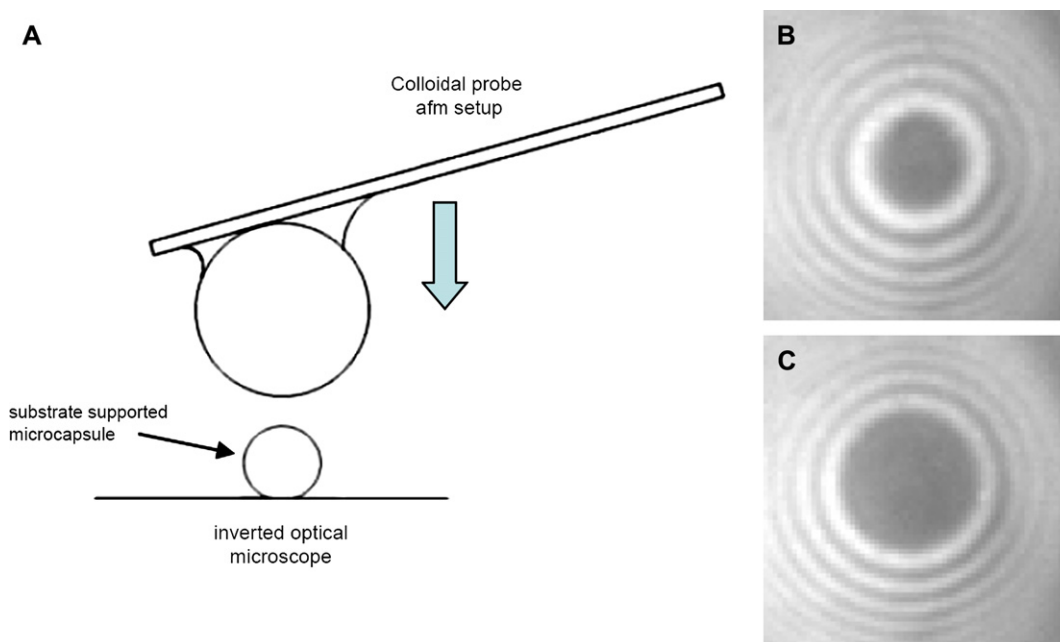 A
Colloidal probe
afm setup
substrate supported
microcapsule
inverted optical
microscope
B
C